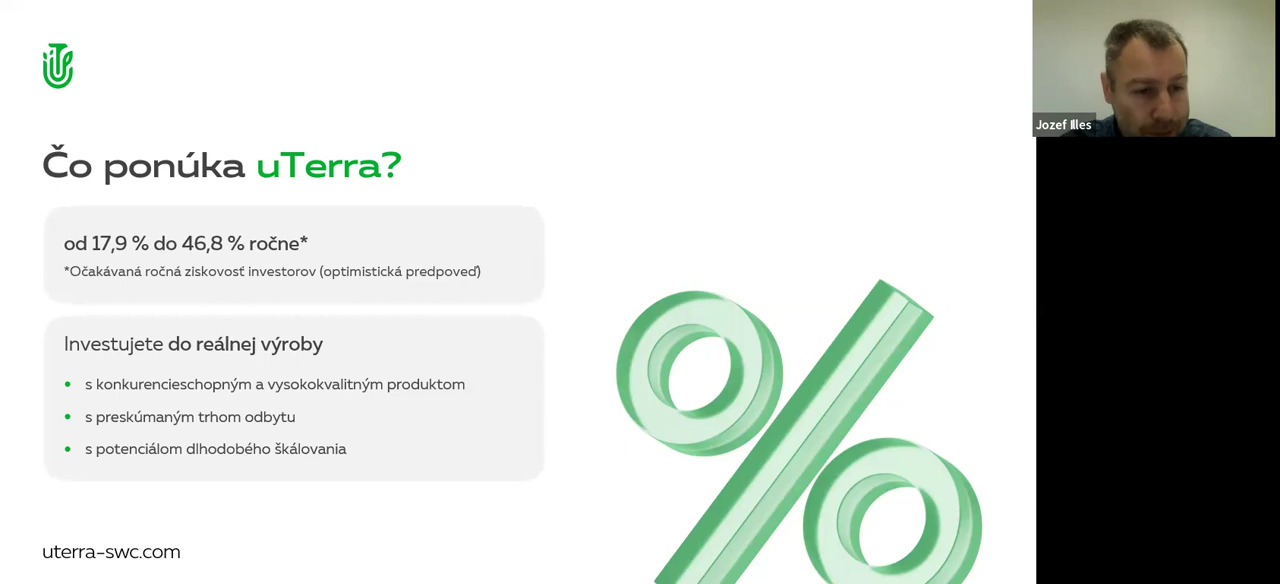 Čo ponúka uTerra?
od 17,9 % do 46,8 % ročne*
*Očakávaná ročná ziskovosť investorov (optimistická predpoveď)
Investujete do reálnej výroby
• s konkurencieschopným a vysokokvalitným produktom
• s preskúmaným trhom odbytu
• s potenciálom dlhodobého škálovania
uterra-swc.com
Jozef Illes